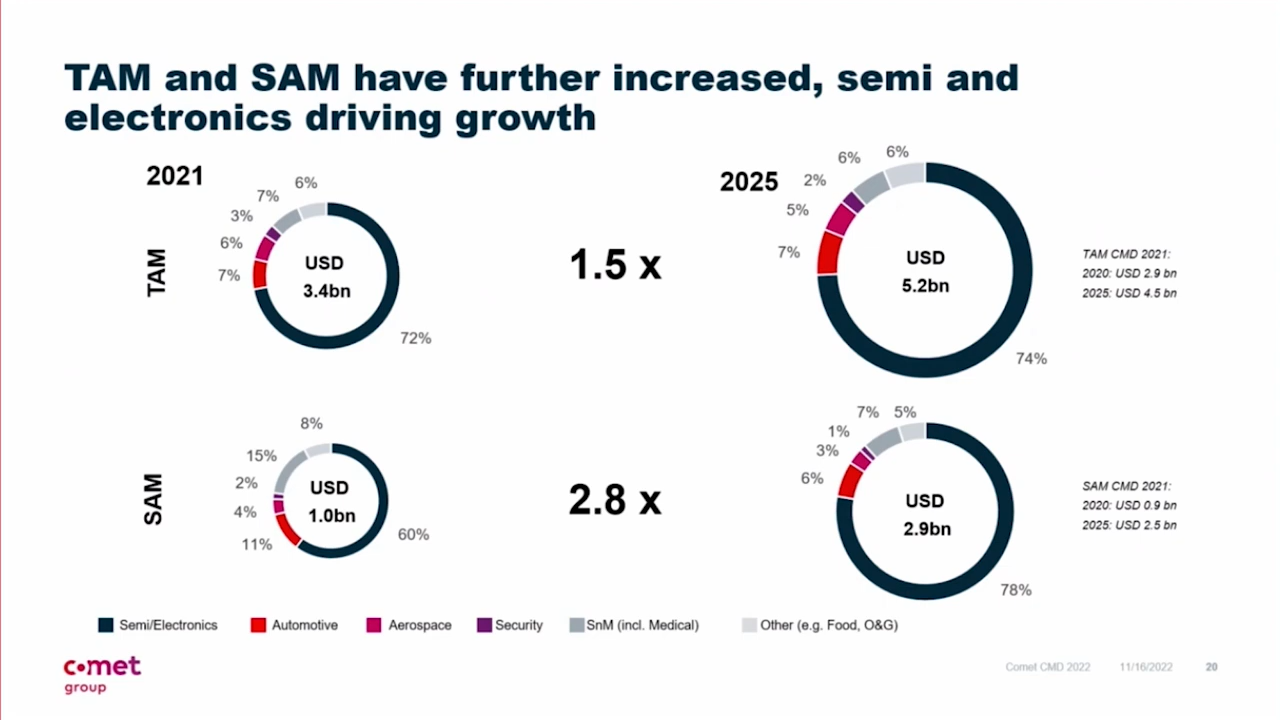 TAM and SAM have further increased, semi and
electronics driving growth
2021
TAM
6%
7%
3%
6%
7%
72%
USD
3.4bn
1.5 x
2025
6%
6%
2%
5%
7%
74%
USD
5.2bn
TAM CMD 2021:
2020: USD 2.9 bn
2025: USD 4.5 bn
SAM
8%
15%
2%
4%
11%
60%
USD
1.0bn
2.8 x
7%
5%
1%
3%
6%
78%
USD
2.9bn
SAM CMD 2021:
2020: USD 0.9 bn
2025: USD 2.5 bn
Semi/Electronics
Automotive
Aerospace
Security
SnM (incl. Medical)
Other (e.g. Food, O&G)
comet
group
Comet CMD 2022
11/16/2022
20